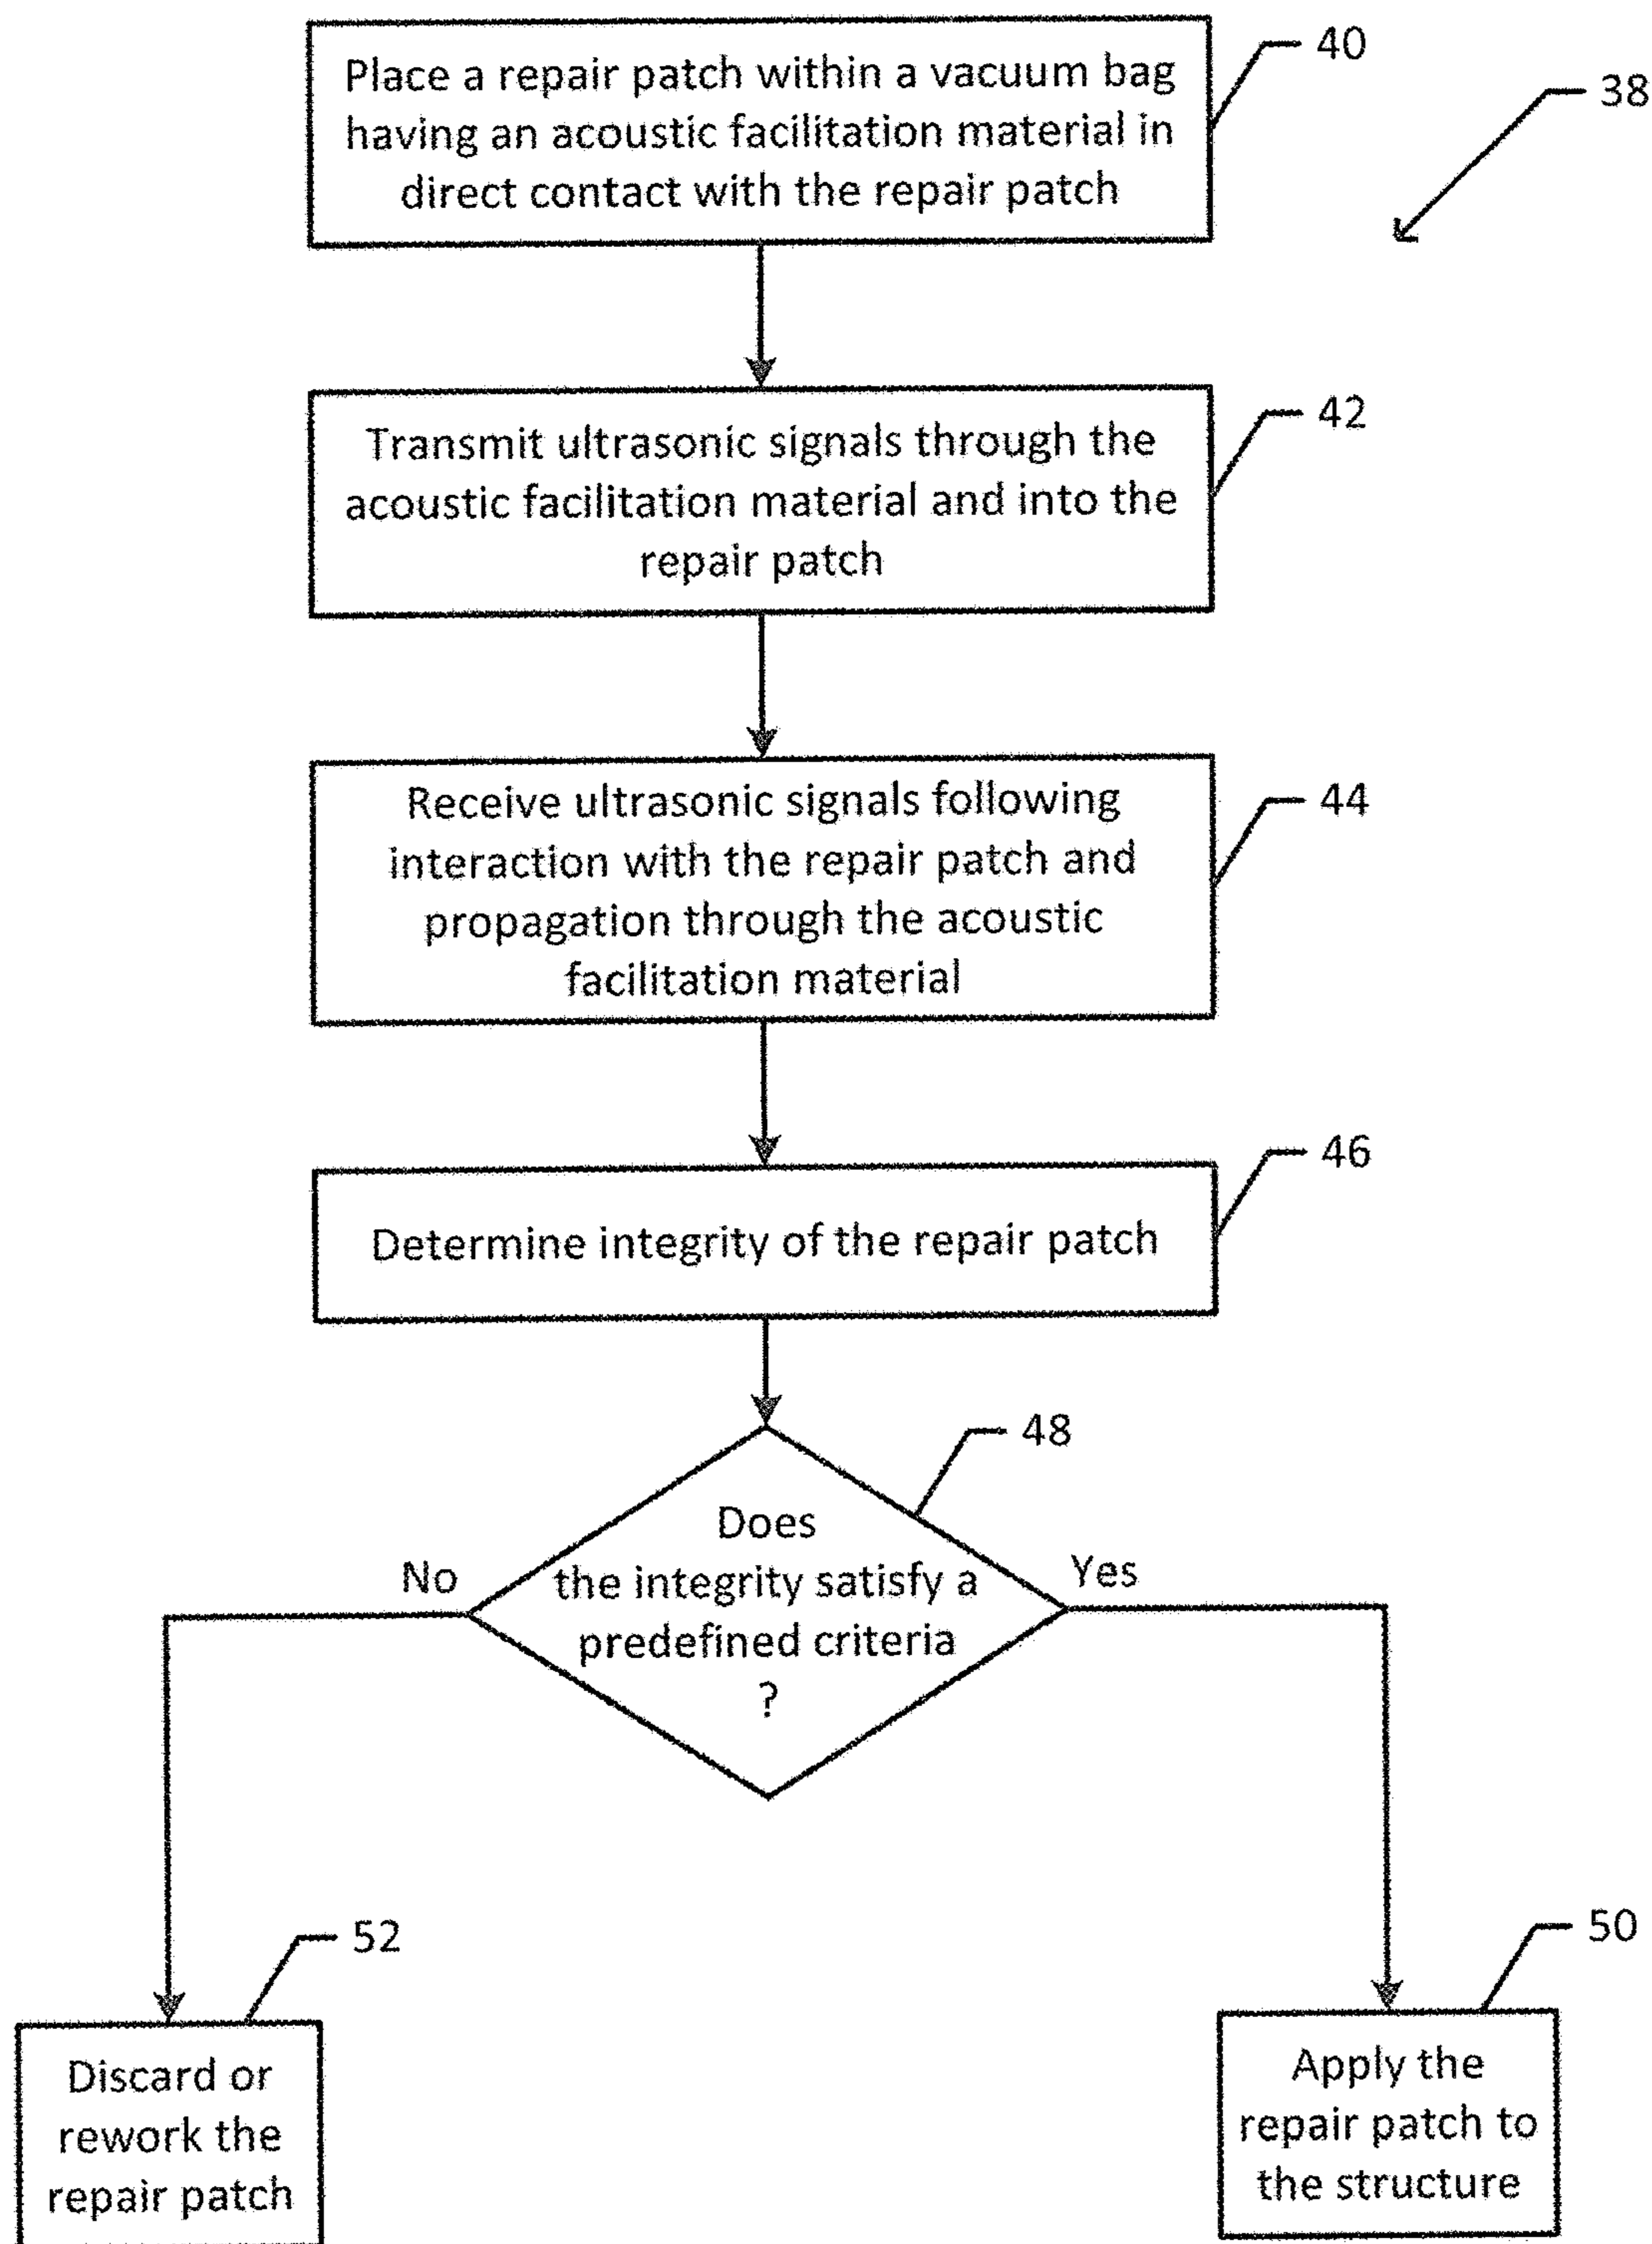 40
38
Place a repair patch within a vacuum bag
having an acoustic facilitation material in
direct contact with the repair patch
42
Transmit ultrasonic signals through the
acoustic facilitation material and into the
repair patch
44
Receive ultrasonic signals following
interaction with the repair patch and
propagation through the acoustic
facilitation material
46
Determine integrity of the repair patch
48
Does
the integrity satisfy a
predefined criteria
?
No
Yes
52
Discard or
rework the
repair patch
50
Apply the
repair patch to
the structure